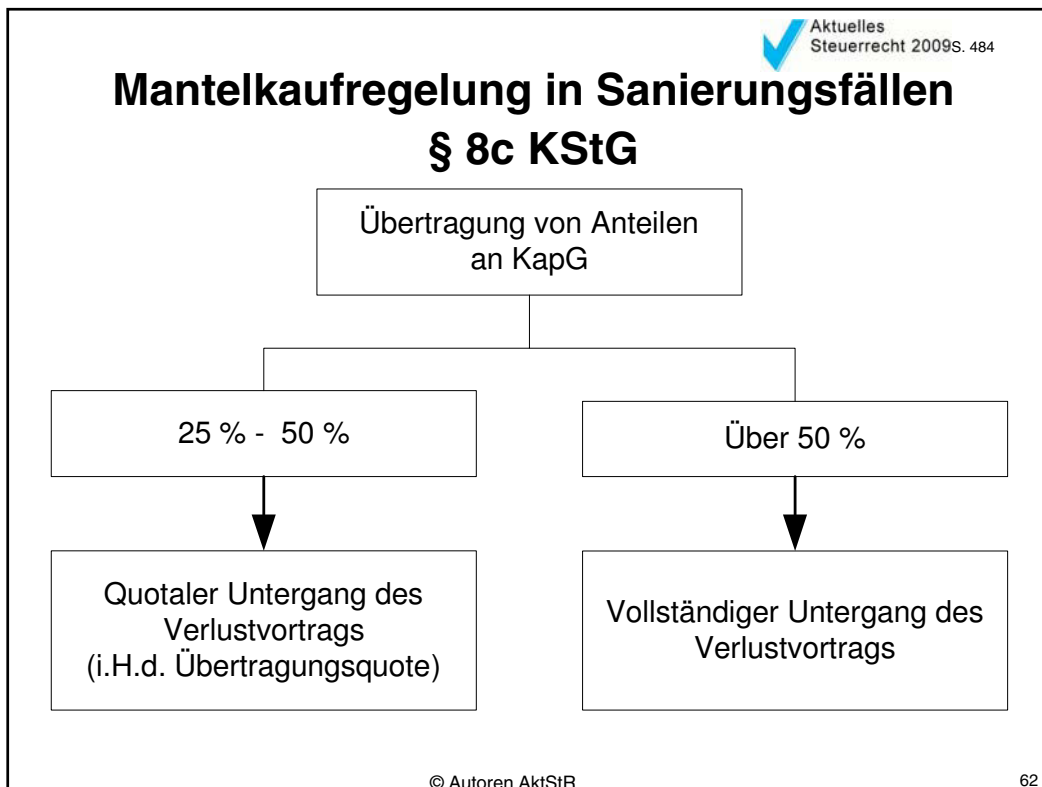 Aktuelles
Steuerrecht 2009S. 484
Mantelkaufregelung in Sanierungsfällen
§ 8c KStG
Übertragung von Anteilen
an KapG
25 % - 50 %
Über 50 %
Quotaler Untergang des
Verlustvortrags
(i.H.d. Übertragungsquote)
Vollständiger Untergang des
Verlustvortrags
© Autoren AktStR
62